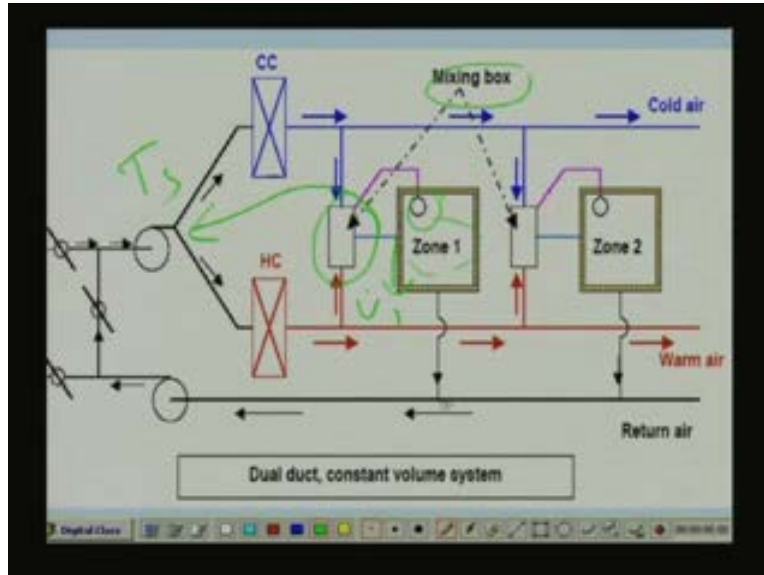 CC
Mixing box
Cold air
Ts
HC
Zone 1
Zone 2
Warm air
Return air
Dual duct, constant volume system
Digital Class